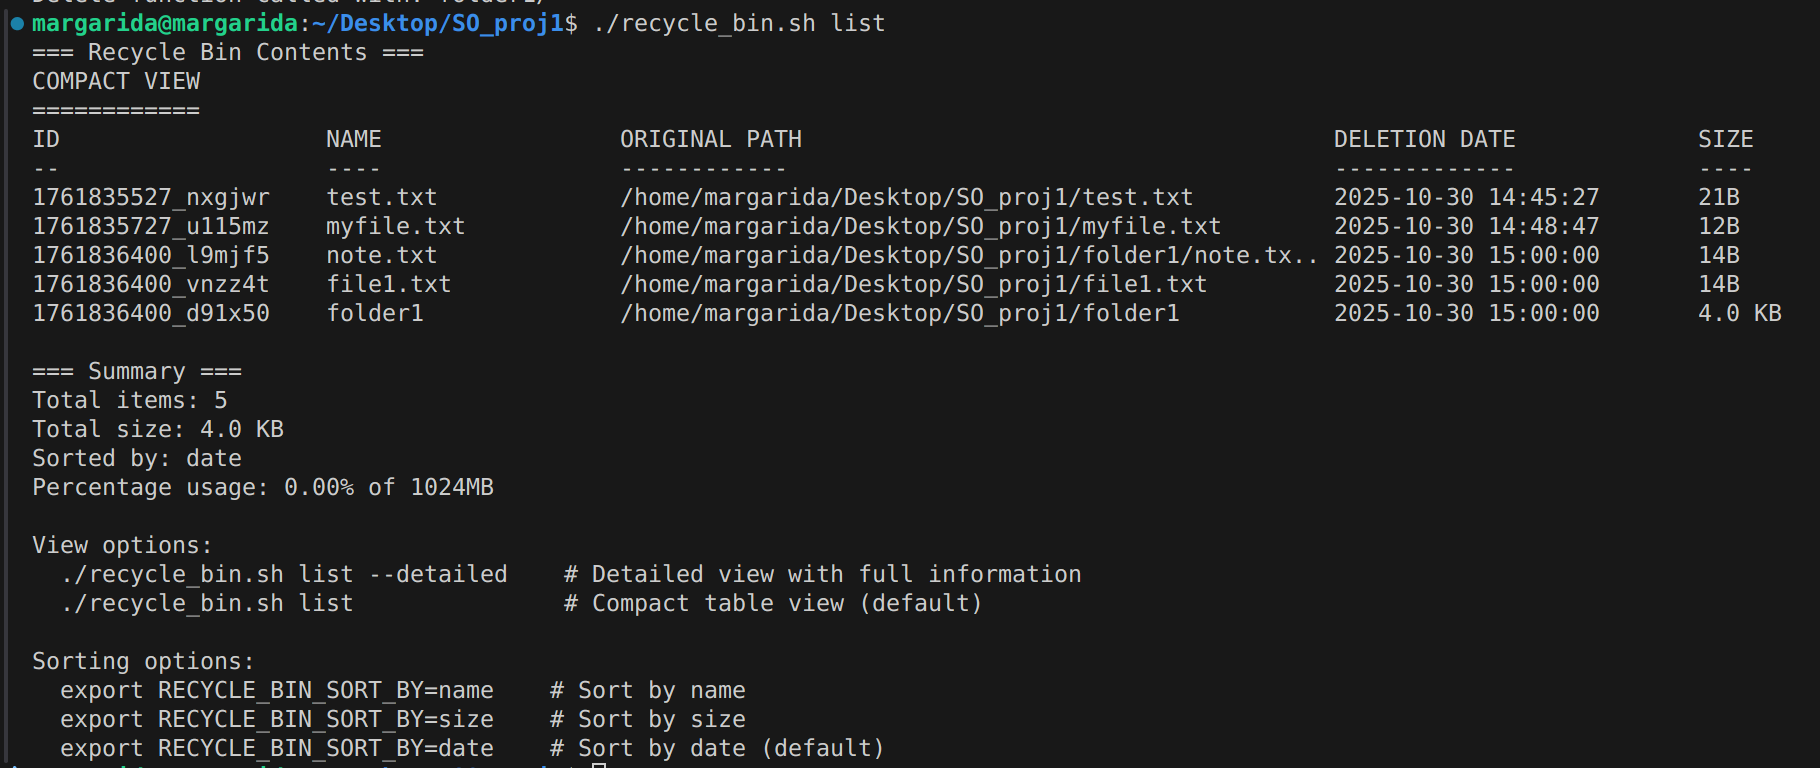 Delete function called with: folder1/
margarida@margarida:~/Desktop/SO_proj1$ ./recycle_bin.sh list
=== Recycle Bin Contents ===
COMPACT VIEW
============
ID                   NAME                 ORIGINAL PATH                                      DELETION DATE             SIZE
--                   ----                 ------------                                       -------------             ----
1761835527_nxgjwr    test.txt             /home/margarida/Desktop/SO_proj1/test.txt          2025-10-30 14:45:27       21B
1761835727_u115mz    myfile.txt           /home/margarida/Desktop/SO_proj1/myfile.txt        2025-10-30 14:48:47       12B
1761836400_l9mjf5    note.txt             /home/margarida/Desktop/SO_proj1/folder1/note.tx.. 2025-10-30 15:00:00       14B
1761836400_vnzz4t    file1.txt            /home/margarida/Desktop/SO_proj1/file1.txt         2025-10-30 15:00:00       14B
1761836400_d91x50    folder1              /home/margarida/Desktop/SO_proj1/folder1           2025-10-30 15:00:00       4.0 KB
=== Summary ===
Total items: 5
Total size: 4.0 KB
Sorted by: date
Percentage usage: 0.00% of 1024MB
View options:
  ./recycle_bin.sh list --detailed    # Detailed view with full information
  ./recycle_bin.sh list               # Compact table view (default)
Sorting options:
  export RECYCLE_BIN_SORT_BY=name    # Sort by name
  export RECYCLE_BIN_SORT_BY=size    # Sort by size
  export RECYCLE_BIN_SORT_BY=date    # Sort by date (default)